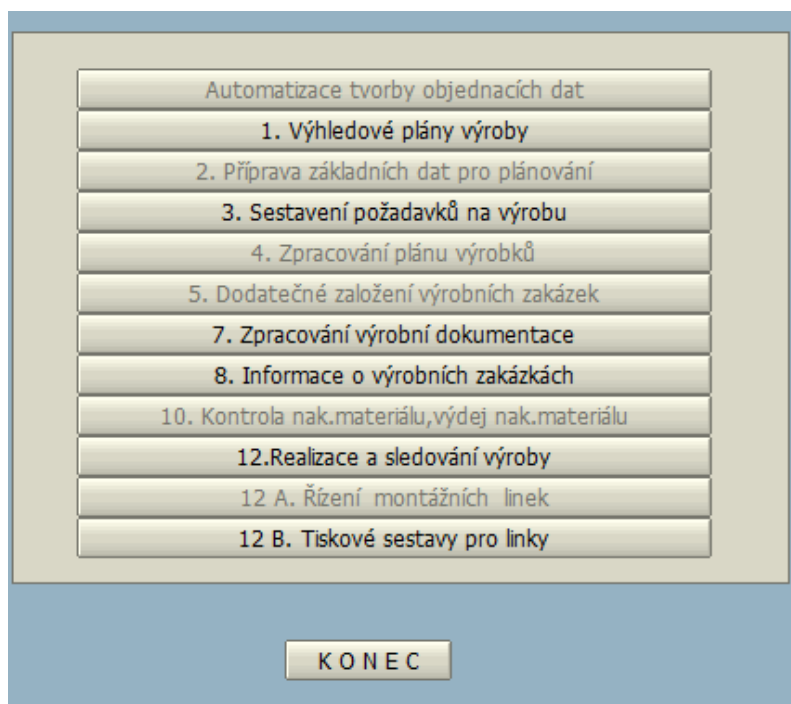 Automatizace tvorby objednacích dat
1. Výhledové plány výroby
2. Příprava základních dat pro plánování
3. Sestavení požadavků na výrobu
4. Zpracování plánu výrobků
5. Dodatečné založení výrobních zakázek
7. Zpracování výrobní dokumentace
8. Informace o výrobních zakázkách
10. Kontrola nak.materiálu,výdej nak.materiálu
12.Realizace a sledování výroby
12 A. Řízení  montážních  linek
12 B. Tiskové sestavy pro linky
K O N E C